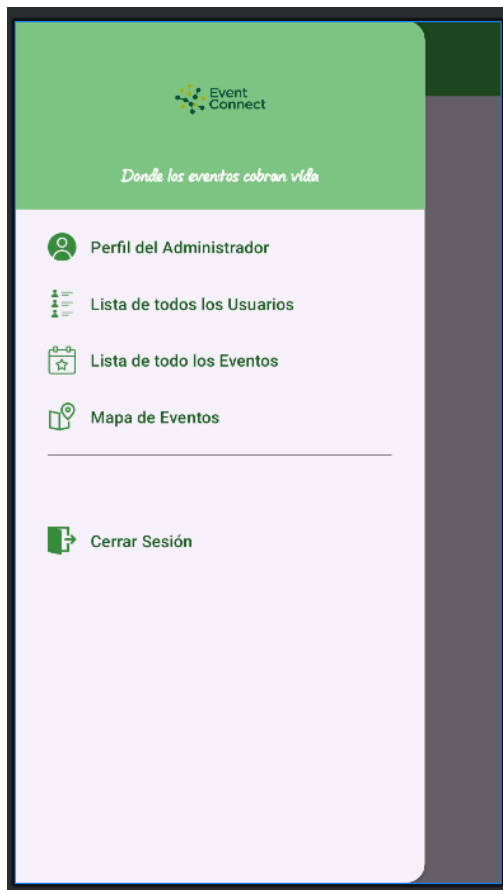 Event
Connect
Donde los eventos cobran vida
Perfil del Administrador
Lista de todos los Usuarios
Lista de todo los Eventos
Mapa de Eventos
Cerrar Sesión